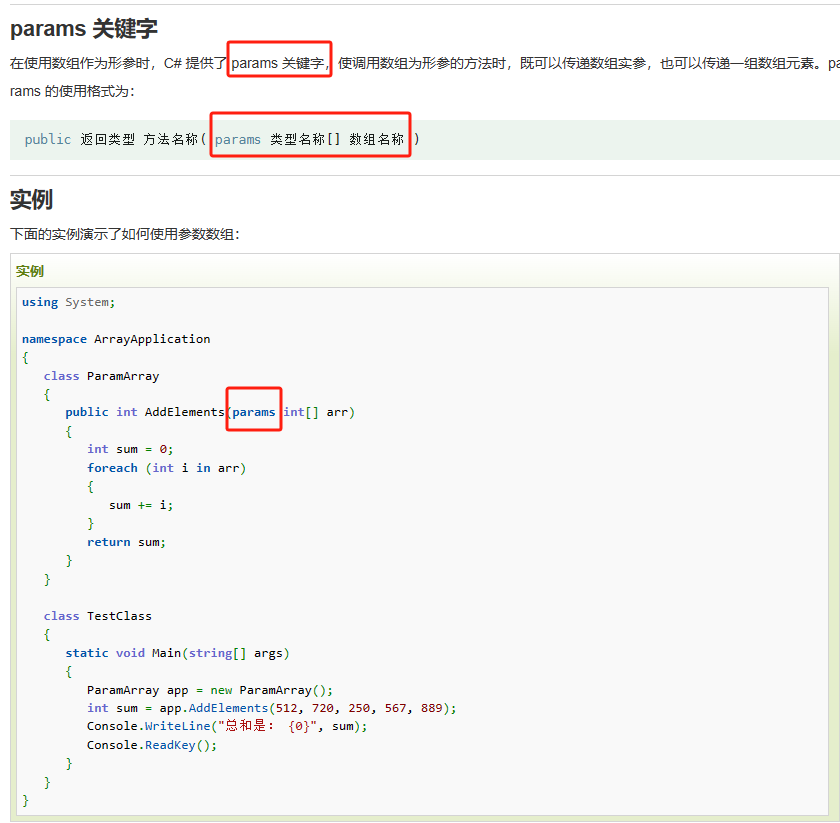 params 关键字
在使用数组作为形参时，C# 提供了 params 关键字，使调用数组为形参的方法时，既可以传递数组实参，也可以传递一组数组元素。pa
rams 的使用格式为：
public 返回类型 方法名称( params 类型名称[] 数组名称 )
实例
下面的实例演示了如何使用参数数组：
实例
using System;
namespace ArrayApplication
{
class ParamArray
{
public int AddElements(params int[] arr)
{
int sum = 0;
foreach (int i in arr)
{
sum += i;
}
return sum;
}
}
class TestClass
{
static void Main(string[] args)
{
ParamArray app = new ParamArray();
int sum = app.AddElements(512, 720, 250, 567, 889);
Console.WriteLine("总和是： {0}", sum);
Console.ReadKey();
}
}
}